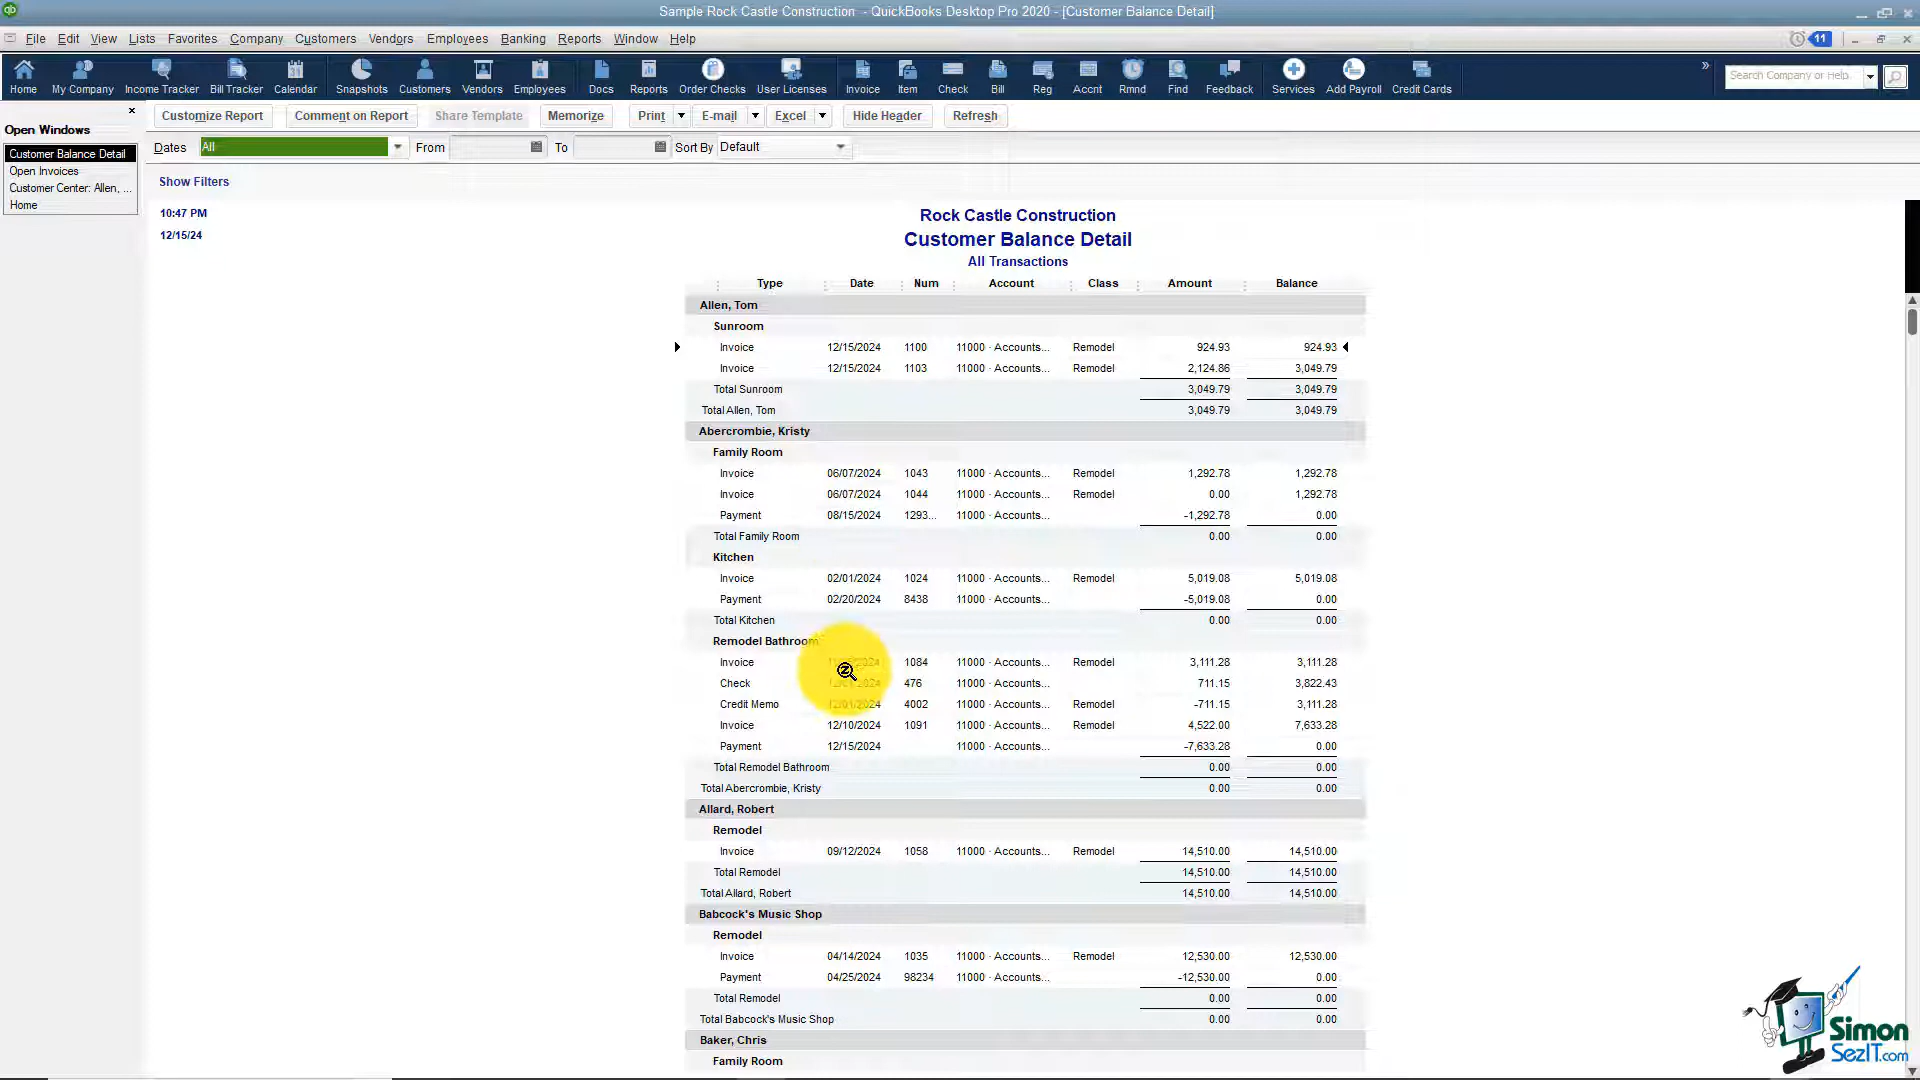 Sample Rock Castle Construction - QuickBooks Desktop Pro 2020 - [Customer Balance Detail]
File Edit View Lists Favorites Company Customers Vendors Employees Banking Reports Window Help 11
Home My Company Income Tracker Bill Tracker Calendar Snapshots Customers Vendors Employees Docs Reports Order Checks User Licenses Invoice Item Check Bill Reg Accnt Rmnd Find Feedback Services Add Payroll Credit Cards Search Company or Help.
Customize Report Comment on Report Share Template Memorize Print E-mail Excel Hide Header Refresh
Open Windows
Customer Balance Detail
Open Invoices
Customer Center: Allen, ...
Home
Dates All From To Sort By Default
Show Filters
10:47 PM
12/15/24
Rock Castle Construction
Customer Balance Detail
All Transactions
Type Date Num Account Class Amount Balance
Allen, Tom
Sunroom
Invoice 12/15/2024 1100 11000 · Accounts... Remodel 924.93 924.93
Invoice 12/15/2024 1103 11000 · Accounts... Remodel 2,124.86 3,049.79
Total Sunroom 3,049.79 3,049.79
Total Allen, Tom 3,049.79 3,049.79
Abercrombie, Kristy
Family Room
Invoice 06/07/2024 1043 11000 · Accounts... Remodel 1,292.78 1,292.78
Invoice 06/07/2024 1044 11000 · Accounts... Remodel 0.00 1,292.78
Payment 08/15/2024 1293... 11000 · Accounts... -1,292.78 0.00
Total Family Room 0.00 0.00
Kitchen
Invoice 02/01/2024 1024 11000 · Accounts... Remodel 5,019.08 5,019.08
Payment 02/20/2024 8438 11000 · Accounts... -5,019.08 0.00
Total Kitchen 0.00 0.00
Remodel Bathroom
Invoice 1084 11000 · Accounts... Remodel 3,111.28 3,111.28
Check 476 11000 · Accounts... 711.15 3,822.43
Credit Memo 12/01/2024 4002 11000 · Accounts... Remodel -711.15 3,111.28
Invoice 12/10/2024 1091 11000 · Accounts... Remodel 4,522.00 7,633.28
Payment 12/15/2024 11000 · Accounts... -7,633.28 0.00
Total Remodel Bathroom 0.00 0.00
Total Abercrombie, Kristy 0.00 0.00
Allard, Robert
Remodel
Invoice 09/12/2024 1058 11000 · Accounts... Remodel 14,510.00 14,510.00
Total Remodel 14,510.00 14,510.00
Total Allard, Robert 14,510.00 14,510.00
Babcock's Music Shop
Remodel
Invoice 04/14/2024 1035 11000 · Accounts... Remodel 12,530.00 12,530.00
Payment 04/25/2024 98234 11000 · Accounts... -12,530.00 0.00
Total Remodel 0.00 0.00
Total Babcock's Music Shop 0.00 0.00
Baker, Chris
Family Room
Simon
SezIT.com